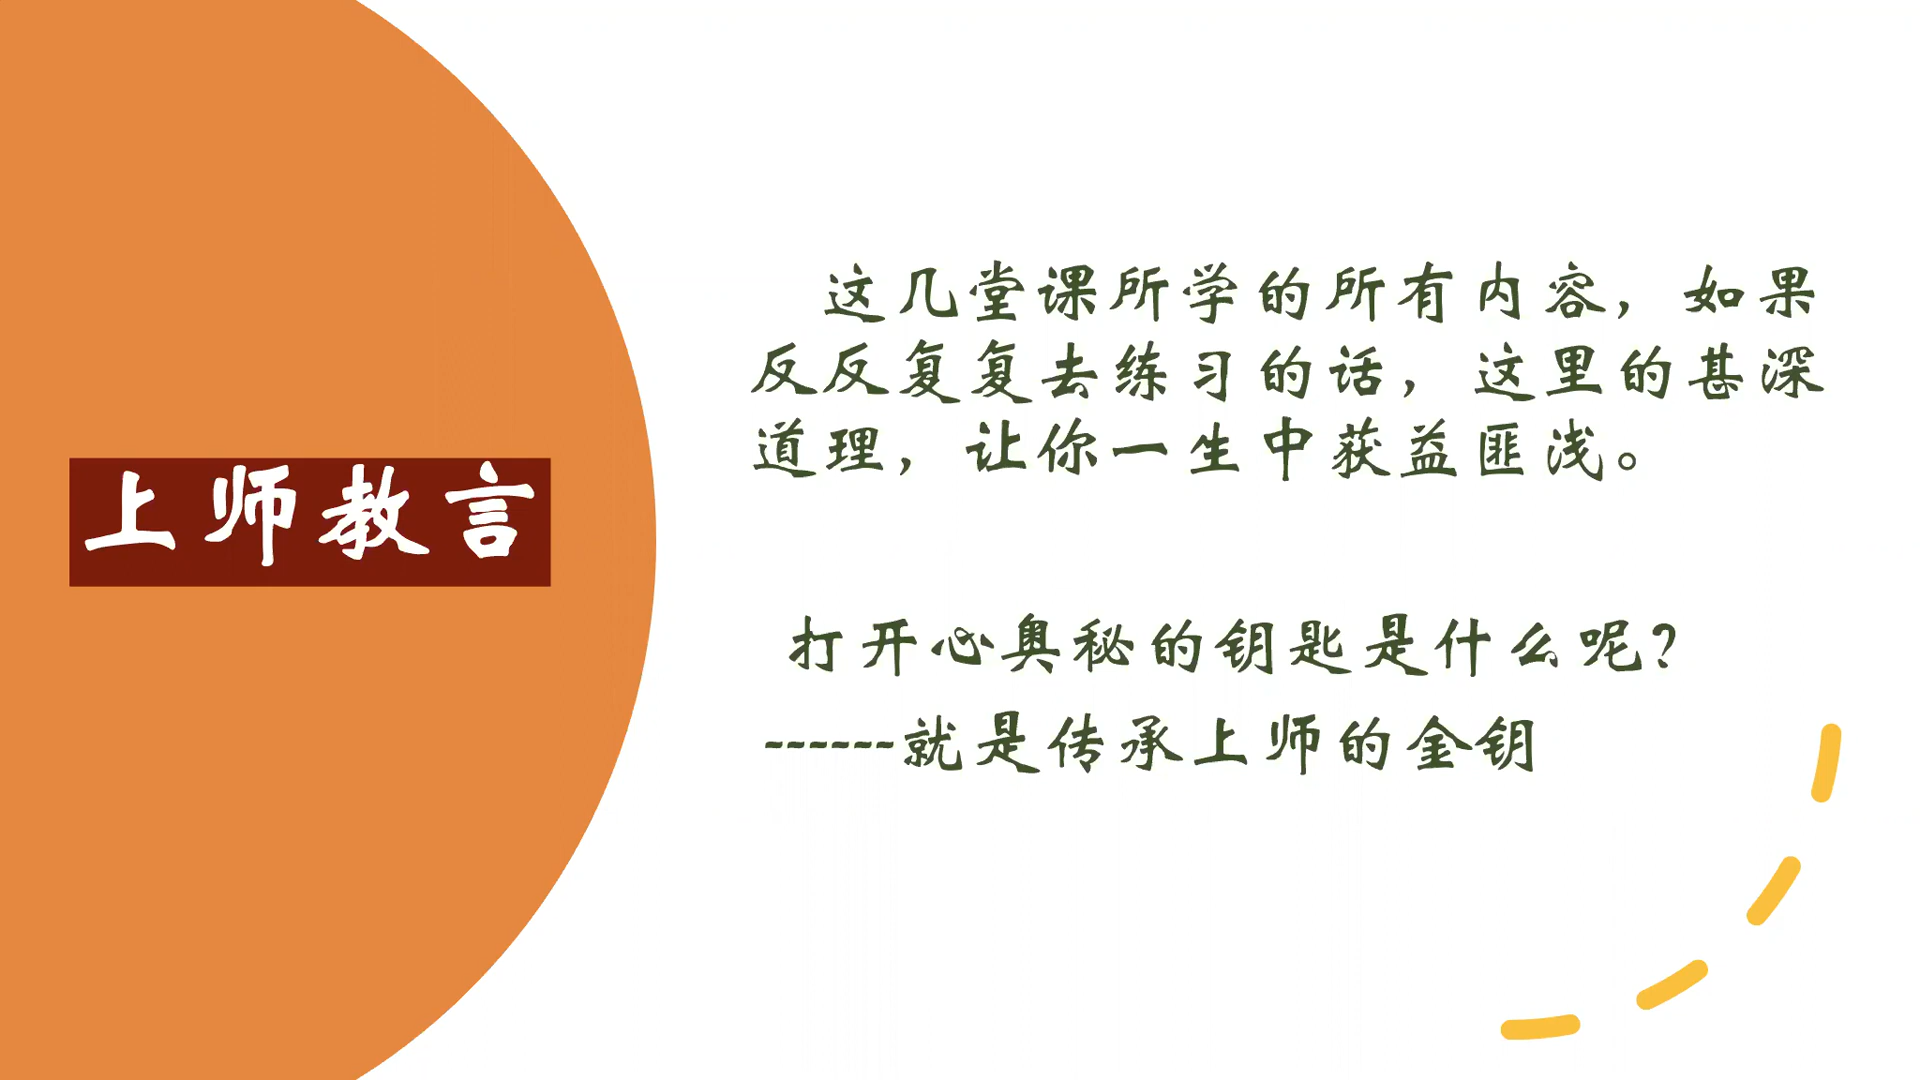 上师教言
这几堂课所学的所有内容，如果
反反复复去练习的话，这里的甚深
道理，让你一生中获益匪浅。
打开心奥秘的钥匙是什么呢？
------就是传承上师的金钥